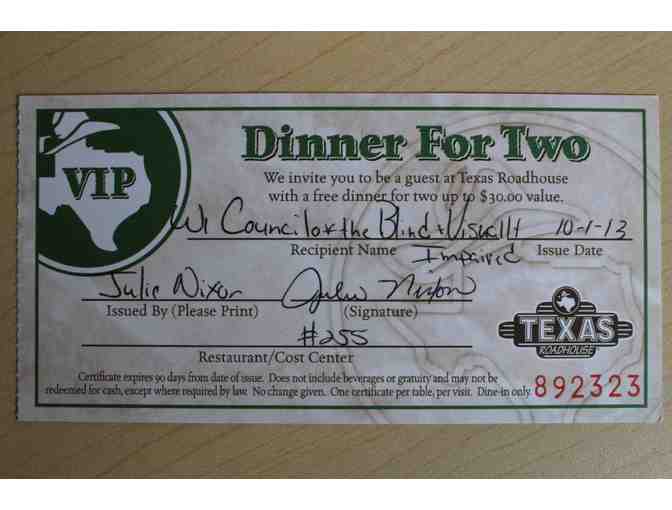 VIP
Dinner For Two
We invite you to be a guest at Texas Roadhouse
with a free dinner for two up to $30.00 value.
WI Council of the Blind & Visually 10-1-13
Recipient Name Impaired Issue Date
Julie Nixon Julie Nixon
Issued By (Please Print) (Signature)
#255
Restaurant/Cost Center
TEXAS
ROADHOUSE
Certificate expires 90 days from date of issue. Does not include beverages or gratuity and may not be
redeemed for cash, except where required by law. No change given. One certificate per table, per visit. Dine-in only
892323